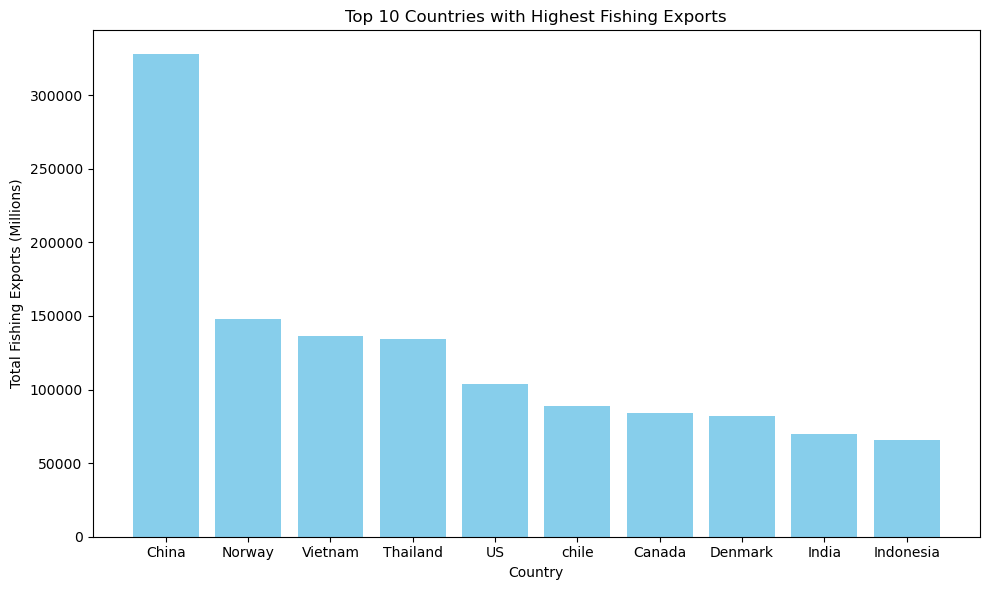 Top 10 Countries with Highest Fishing Exports
Total Fishing Exports (Millions)
300000
250000
200000
150000
100000
50000
0
China Norway Vietnam Thailand US chile Canada Denmark India Indonesia
Country